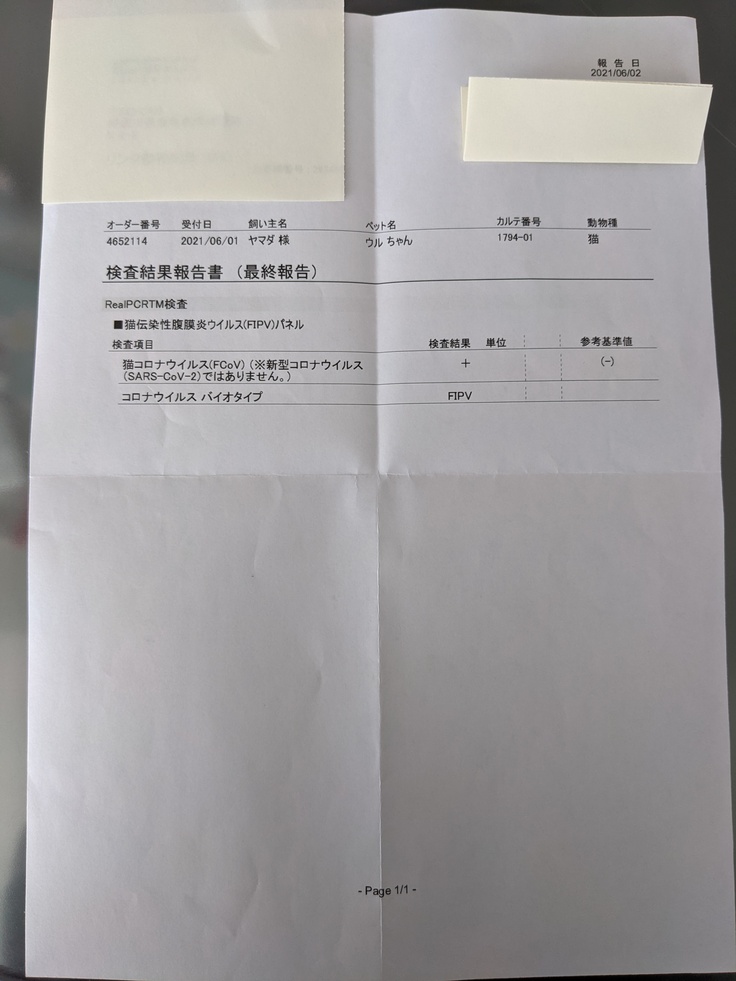 報 告 日
2021/06/02
オーダー番号 受付日 飼い主名 ペット名 カルテ番号 動物種
4652114 2021/06/01 ヤマダ 様 ウル ちゃん 1794-01 猫
検査結果報告書 （最終報告）
RealPCRTM検査
■猫伝染性腹膜炎ウイルス(FIPV)パネル
検査項目 検査結果 単位 参考基準値
猫コロナウイルス(FCoV) (※新型コロナウイルス + (-)
(SARS-CoV-2)ではありません。)
コロナウイルス バイオタイプ FIPV
- Page 1/1 -